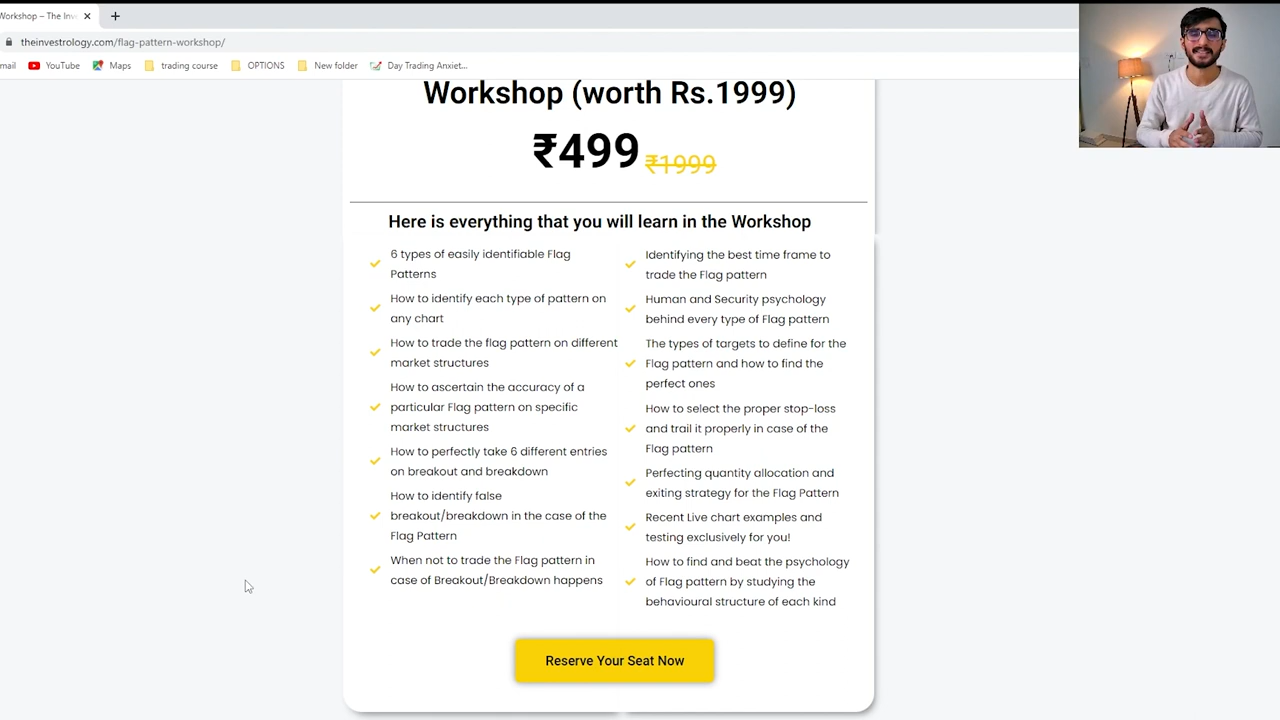 Workshop – The Inv
theinvestrology.com/flag-pattern-workshop/
mail
YouTube
Maps
trading course
OPTIONS
New folder
Day Trading Anxiet...
Workshop (worth Rs.1999)
₹499 ₹1999
Here is everything that you will learn in the Workshop
6 types of easily identifiable Flag
Patterns
How to identify each type of pattern on
any chart
How to trade the flag pattern on different
market structures
How to ascertain the accuracy of a
particular Flag pattern on specific
market structures
How to perfectly take 6 different entries
on breakout and breakdown
How to identify false
breakout/breakdown in the case of the
Flag Pattern
When not to trade the Flag pattern in
case of Breakout/Breakdown happens
Identifying the best time frame to
trade the Flag pattern
Human and Security psychology
behind every type of Flag pattern
The types of targets to define for the
Flag pattern and how to find the
perfect ones
How to select the proper stop-loss
and trail it properly in case of the
Flag pattern
Perfecting quantity allocation and
exiting strategy for the Flag Pattern
Recent Live chart examples and
testing exclusively for you!
How to find and beat the psychology
of Flag pattern by studying the
behavioural structure of each kind
Reserve Your Seat Now